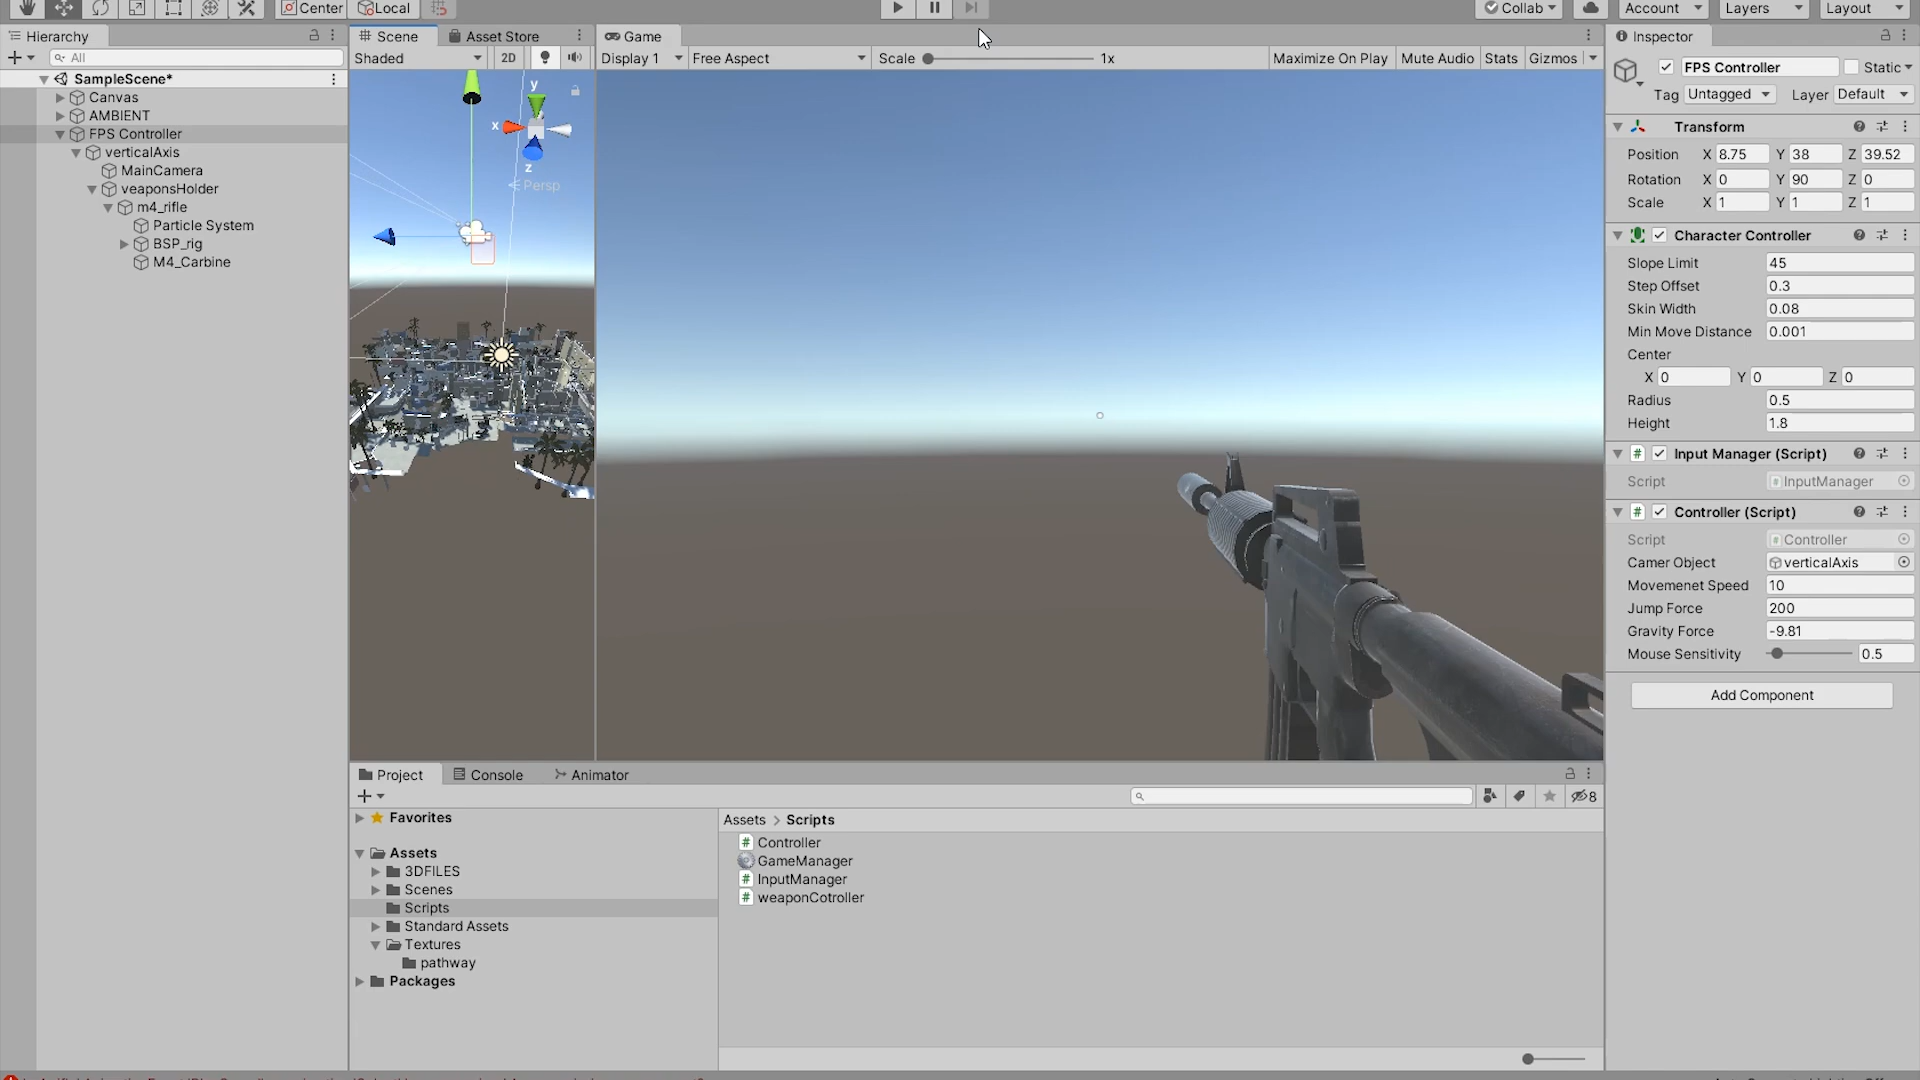 Center
Local
Collab
Account
Layers
Layout
Hierarchy
Scene
Asset Store
Game
Inspector
All
Shaded
2D
Display 1
Free Aspect
Scale
1x
Maximize On Play
Mute Audio
Stats
Gizmos
FPS Controller
Static
Tag Untagged
Layer Default
SampleScene*
Canvas
AMBIENT
FPS Controller
verticalAxis
MainCamera
veaponsHolder
m4_rifle
Particle System
BSP_rig
M4_Carbine
y
x
z
Persp
Transform
Position X 8.75 Y 38 Z 39.52
Rotation X 0 Y 90 Z 0
Scale X 1 Y 1 Z 1
Character Controller
Slope Limit 45
Step Offset 0.3
Skin Width 0.08
Min Move Distance 0.001
Center
X 0 Y 0 Z 0
Radius 0.5
Height 1.8
Input Manager (Script)
Script InputManager
Controller (Script)
Script Controller
Camer Object verticalAxis
Movemenet Speed 10
Jump Force 200
Gravity Force -9.81
Mouse Sensitivity 0.5
Add Component
Project
Console
Animator
8
Favorites
Assets
3DFILES
Scenes
Scripts
Standard Assets
Textures
pathway
Packages
Assets > Scripts
Controller
GameManager
InputManager
weaponCotroller